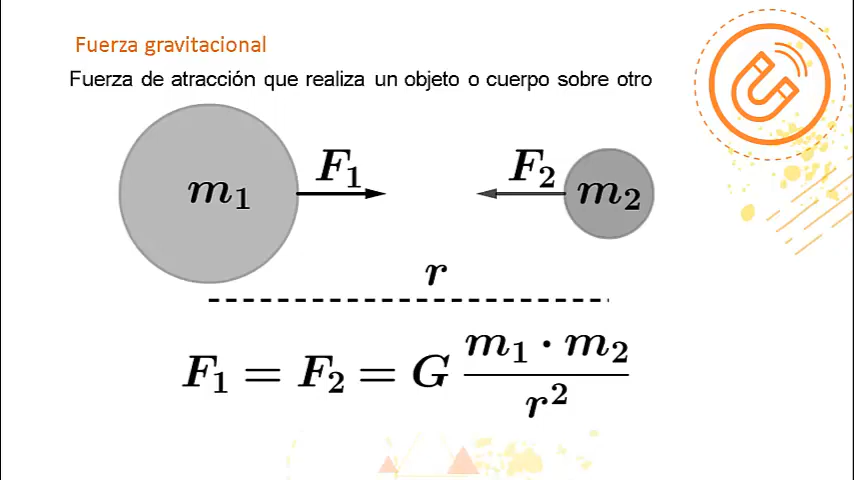 Fuerza gravitacional
Fuerza de atracción que realiza un objeto o cuerpo sobre otro
m₁ F₁ F₂ m₂
r
F₁ = F₂ = G (m₁ · m₂) / r²